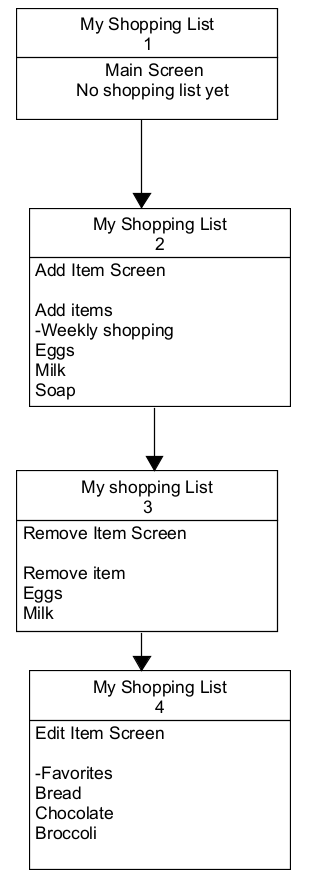 My Shopping List
1
Main Screen
No shopping list yet
My Shopping List
2
Add Item Screen
Add items
-Weekly shopping
Eggs
Milk
Soap
My shopping List
3
Remove Item Screen
Remove item
Eggs
Milk
My Shopping List
4
Edit Item Screen
-Favorites
Bread
Chocolate
Broccoli